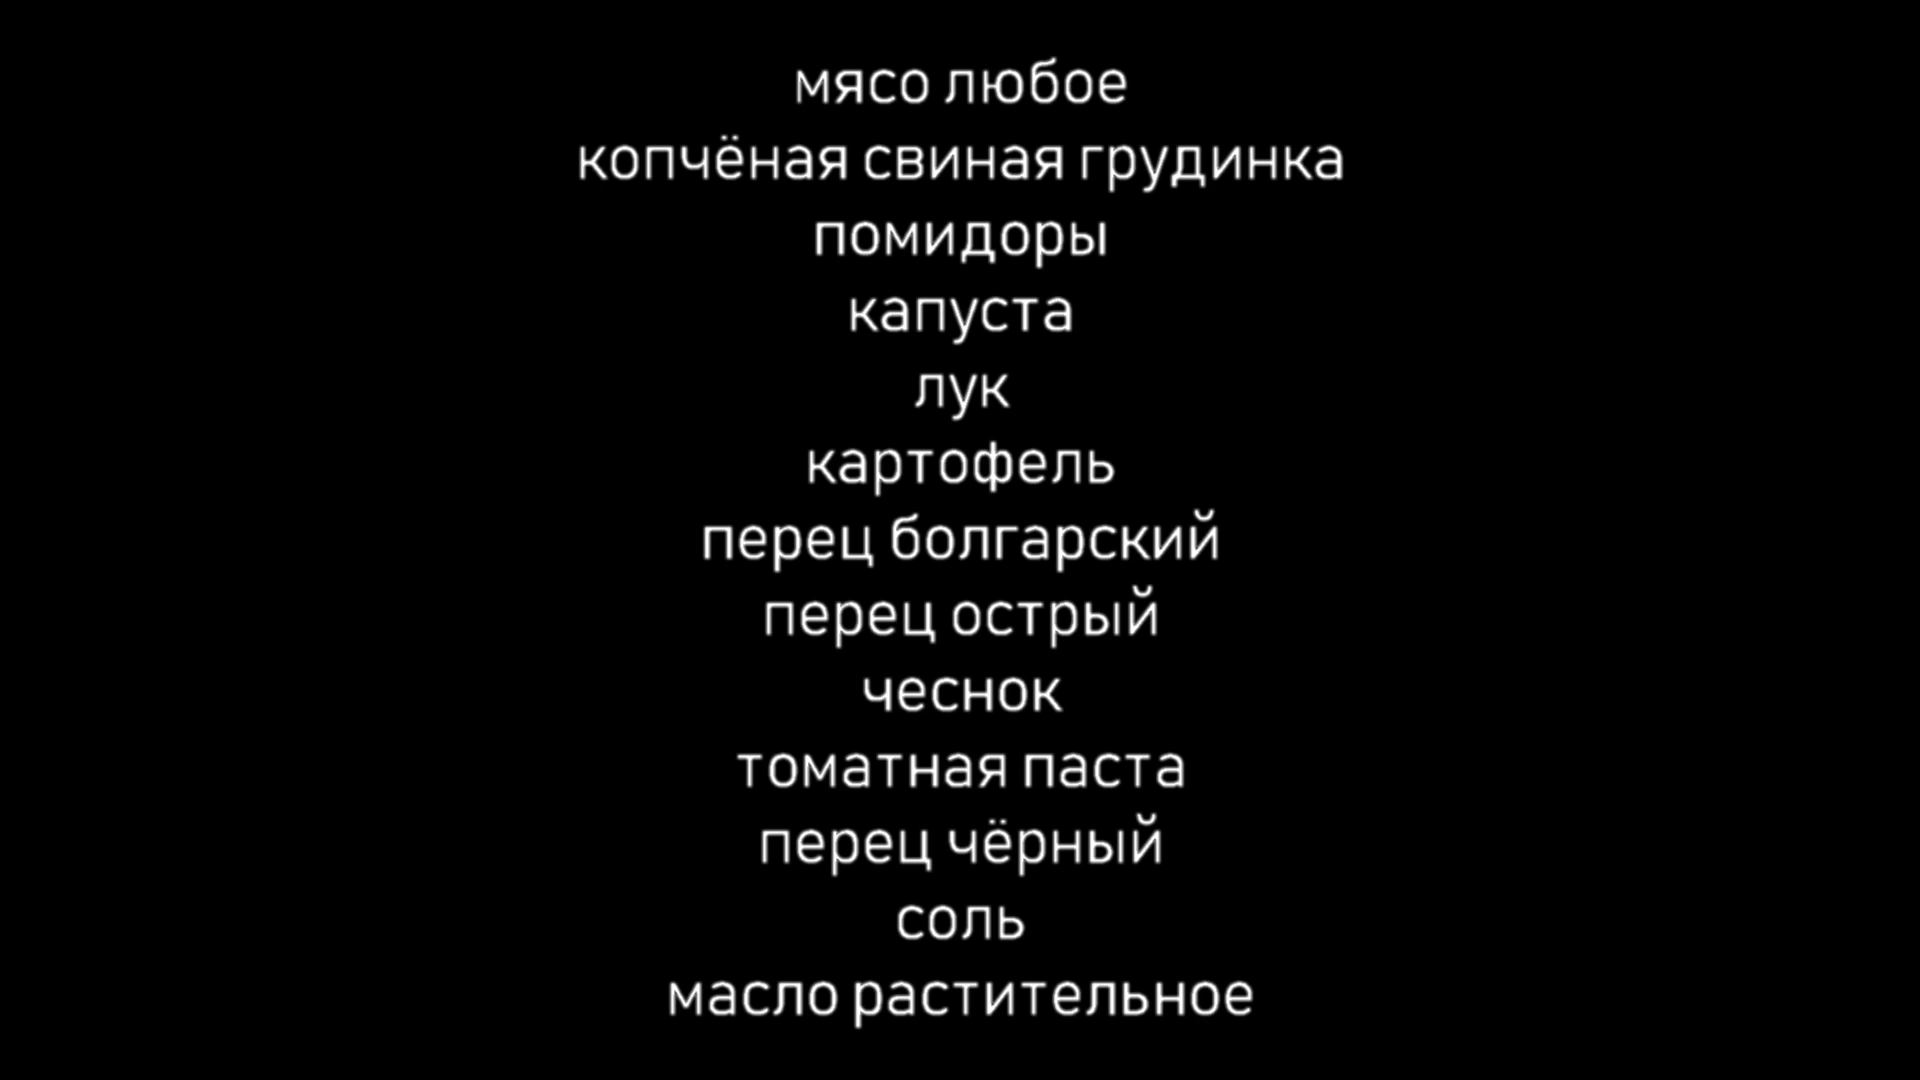 мясо любое
копчёная свиная грудинка
помидоры
капуста
лук
картофель
перец болгарский
перец острый
чеснок
томатная паста
перец чёрный
соль
масло растительное